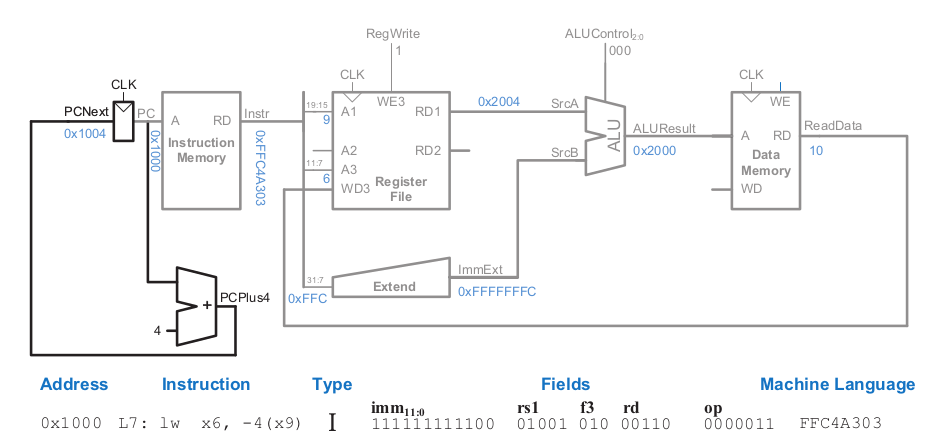 RegWrite
1
ALUControl2:0
000
CLK
CLK
CLK
PCNext
PC
0x1004
0x1000
A RD
Instruction
Memory
Instr
0xFFC4A303
19:15
9
A1
WE3
RD1
0x2004
SrcA
A2
RD2
11:7
6
A3
WD3
Register
File
SrcB
ALU
ALUResult
0x2000
WE
A RD
Data
Memory
WD
ReadData
10
31:7
0xFFC
Extend
ImmExt
0xFFFFFFFC
+
PCPlus4
4
Address Instruction Type Fields Machine Language
imm11:0 rs1 f3 rd op
0x1000 L7: lw x6, -4(x9) I 111111111100 01001 010 00110 0000011 FFC4A303